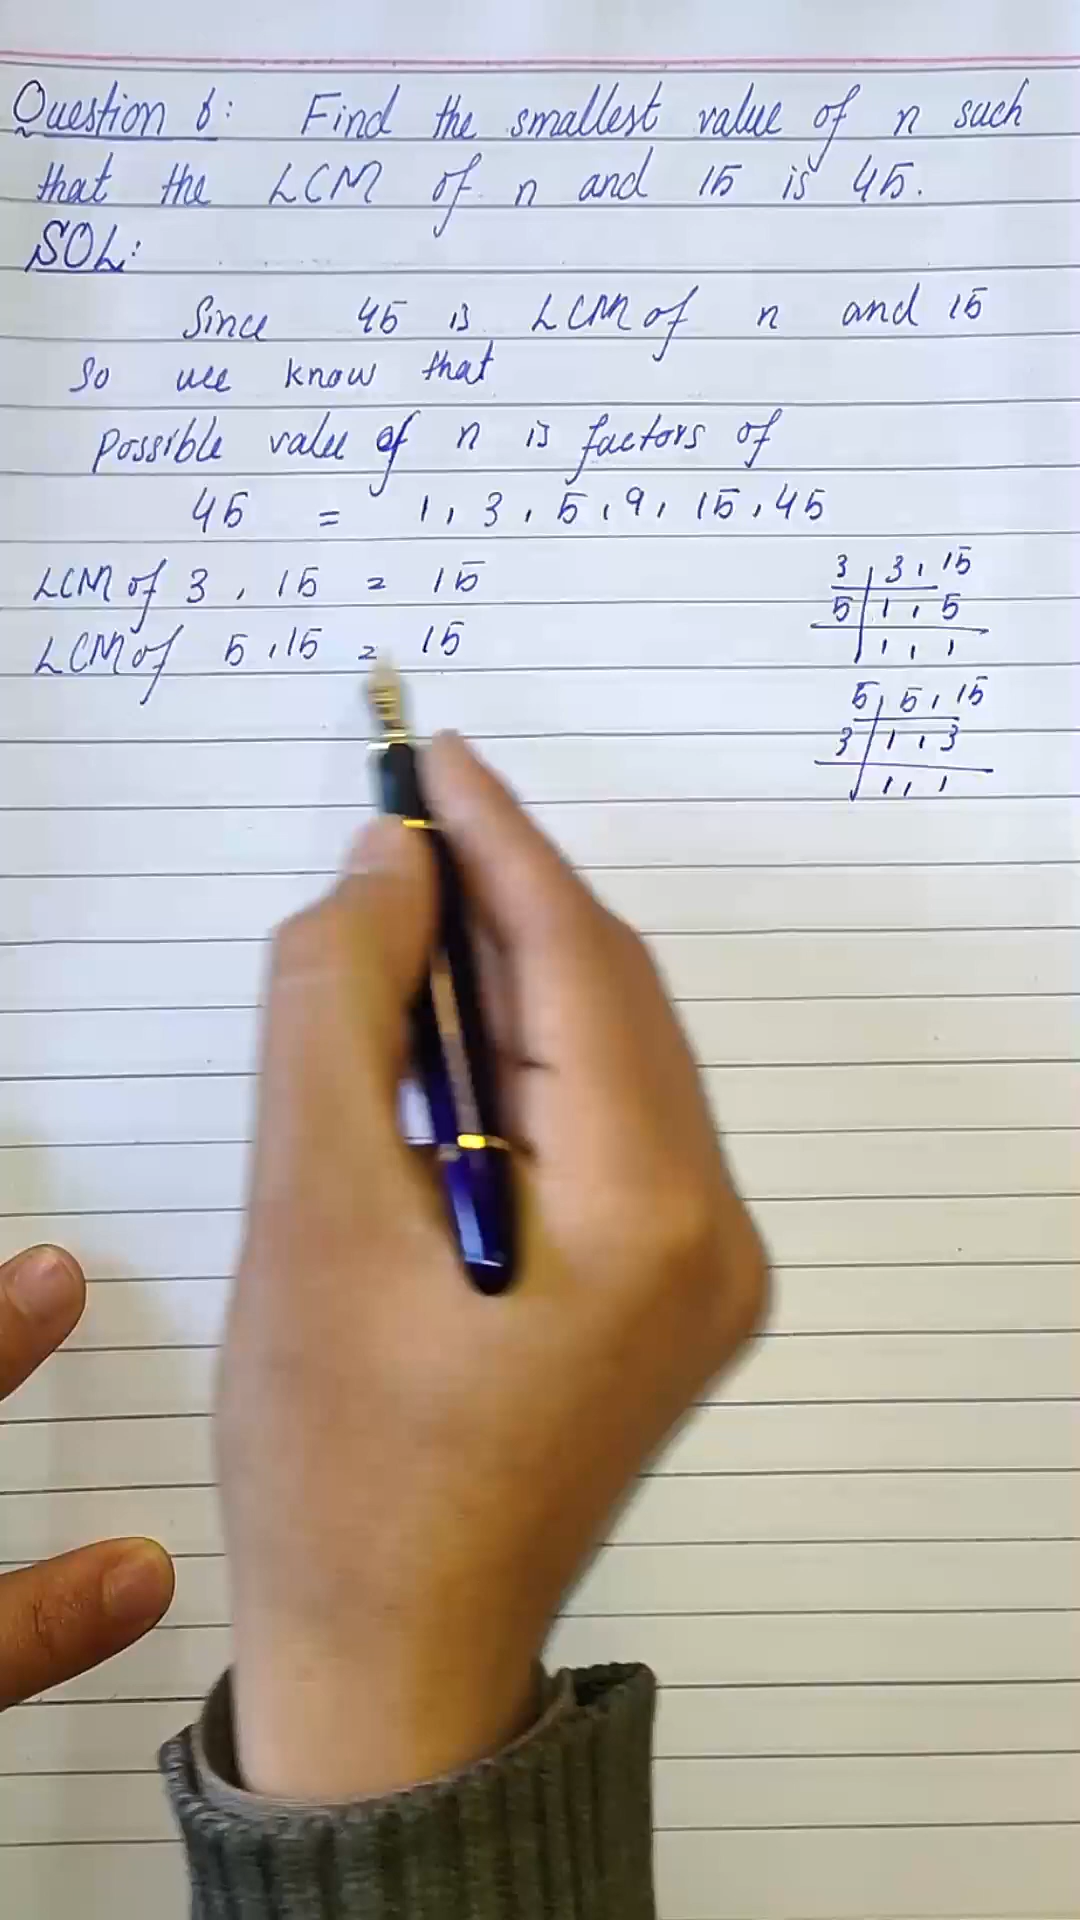 Question 6: Find the smallest value of n such
that the LCM of n and 15 is 45.
SOL:
Since 45 is LCM of n and 15
So we know that
possible value of n is factors of
45 = 1, 3, 5, 9, 15, 45
LCM of 3, 15 = 15
LCM of 5, 15 = 15
3 | 3, 15
5 | 1, 5
| 1, 1
5 | 5, 15
3 | 1, 3
| 1, 1